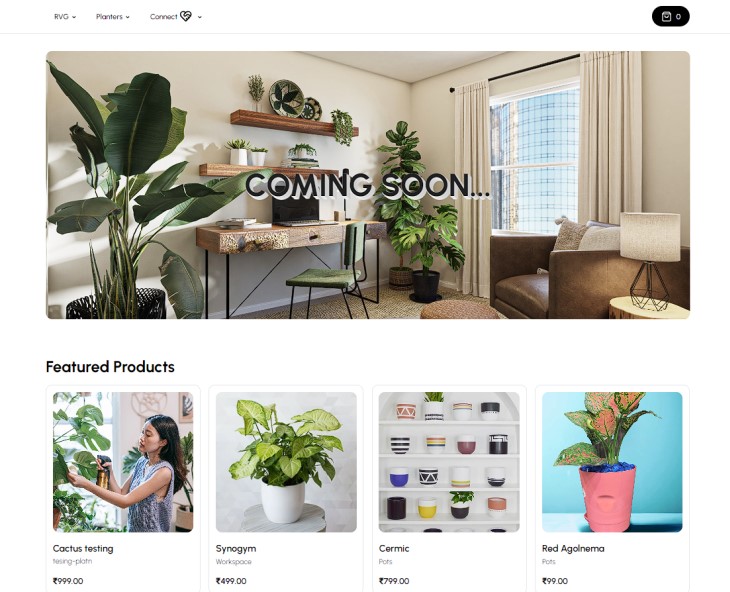 RVG
Planters
Connect
0
COMING SOON...
Featured Products
Cactus testing
tesing-platn
₹999.00
Synogym
Workspace
₹499.00
Cermic
Pots
₹799.00
Red Agolnema
Pots
₹99.00